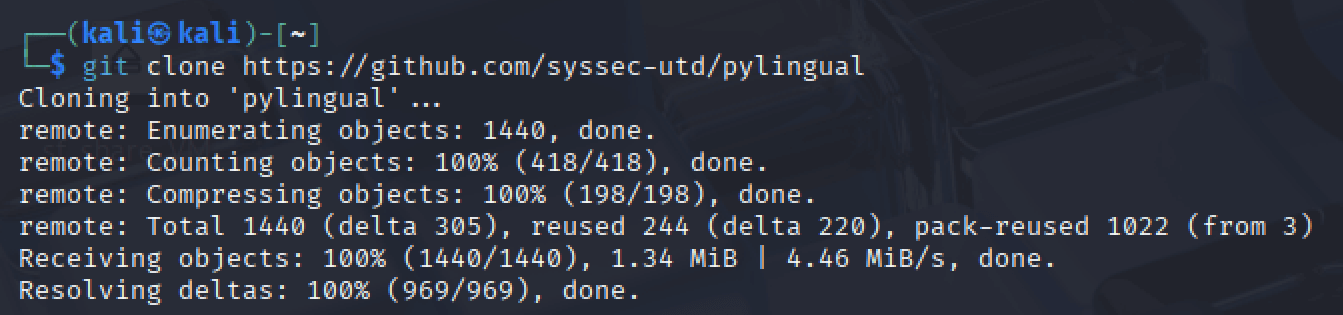 ┌──(kali㉿kali)-[~]
└─$ git clone https://github.com/syssec-utd/pylingual
Cloning into 'pylingual'...
remote: Enumerating objects: 1440, done.
remote: Counting objects: 100% (418/418), done.
remote: Compressing objects: 100% (198/198), done.
remote: Total 1440 (delta 305), reused 244 (delta 220), pack-reused 1022 (from 3)
Receiving objects: 100% (1440/1440), 1.34 MiB | 4.46 MiB/s, done.
Resolving deltas: 100% (969/969), done.